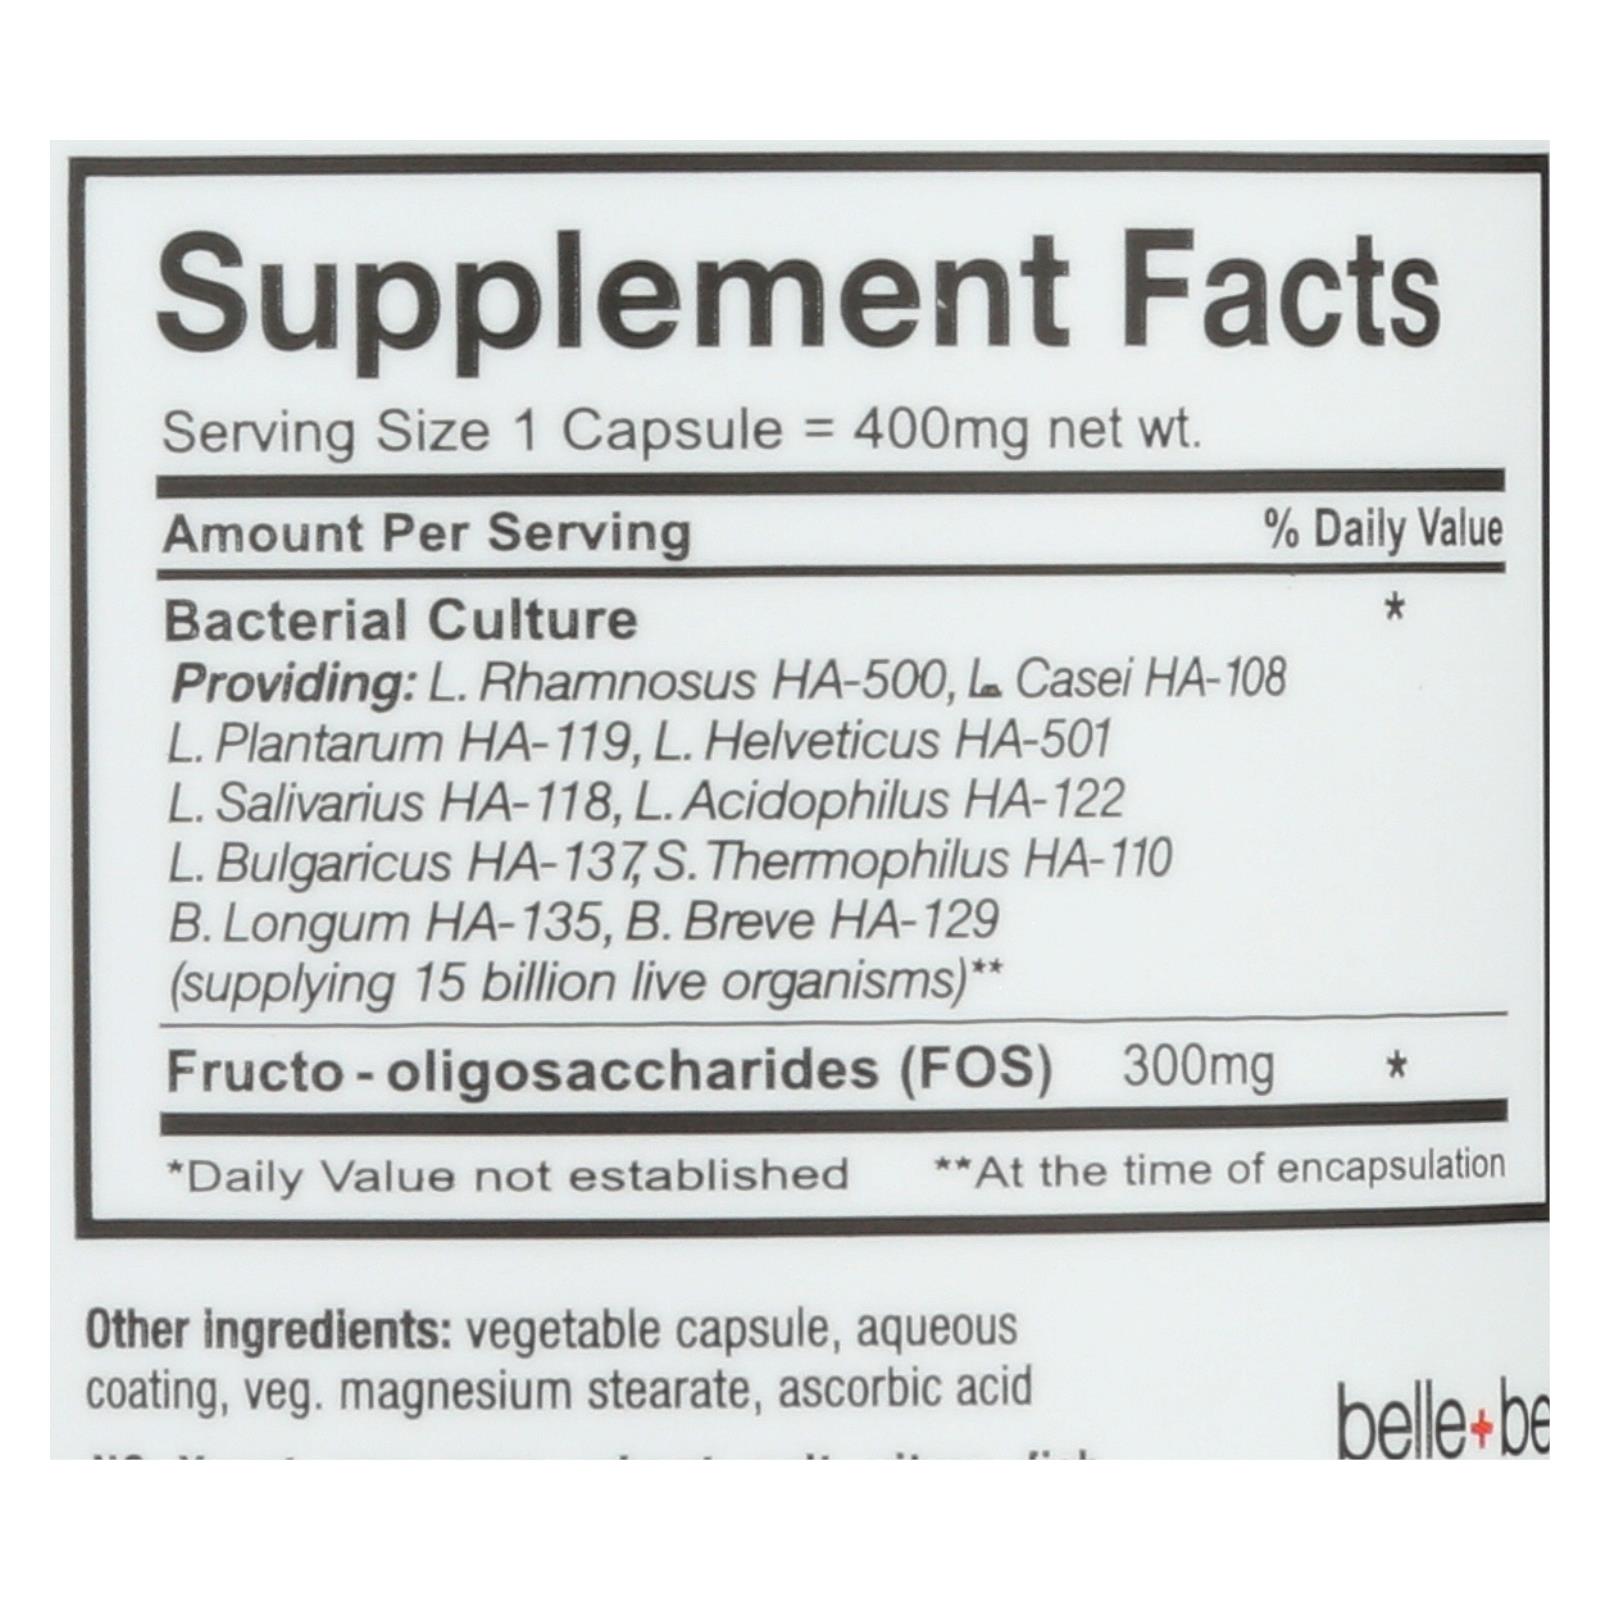 Supplement Facts
Serving Size 1 Capsule = 400mg net wt.
Amount Per Serving % Daily Value
Bacterial Culture *
Providing: L. Rhamnosus HA-500, L. Casei HA-108
L. Plantarum HA-119, L. Helveticus HA-501
L. Salivarius HA-118, L. Acidophilus HA-122
L. Bulgaricus HA-137, S. Thermophilus HA-110
B. Longum HA-135, B. Breve HA-129
(supplying 15 billion live organisms)**
Fructo-oligosaccharides (FOS) 300mg *
*Daily Value not established **At the time of encapsulation
Other ingredients: vegetable capsule, aqueous
coating, veg. magnesium stearate, ascorbic acid
belle+be